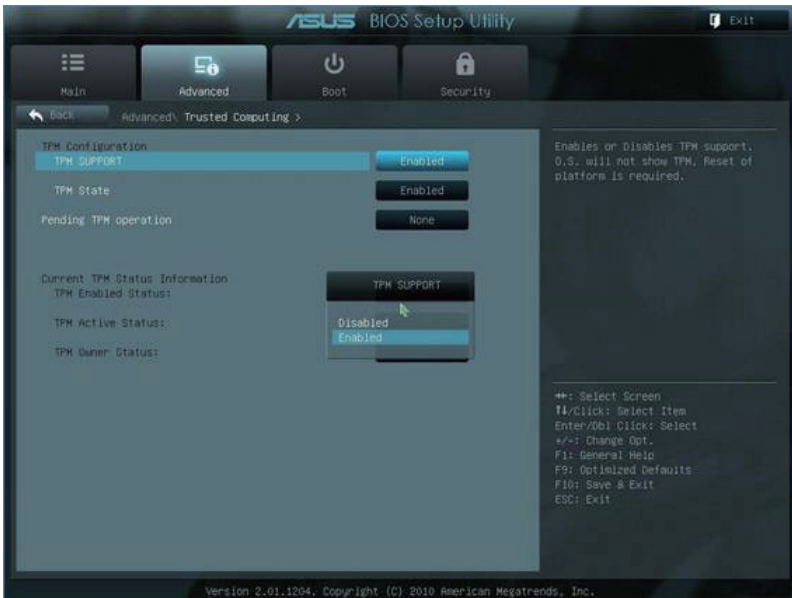 ASUS BIOS Setup Utility
Exit
Main
Advanced
Boot
Security
Back
Advanced\ Trusted Computing >
TPM Configuration
TPM SUPPORT
Enabled
TPM State
Enabled
Pending TPM operation
None
Current TPM Status Information
TPM Enabled Status:
TPM Active Status:
TPM Owner Status:
TPM SUPPORT
Disabled
Enabled
Enables or Disables TPM support.
O.S. will not show TPM. Reset of
platform is required.
→←: Select Screen
↑↓/Click: Select Item
Enter/Dbl Click: Select
+/-: Change Opt.
F1: General Help
F9: Optimized Defaults
F10: Save & Exit
ESC: Exit
Version 2.01.1204. Copyright (C) 2010 American Megatrends, Inc.